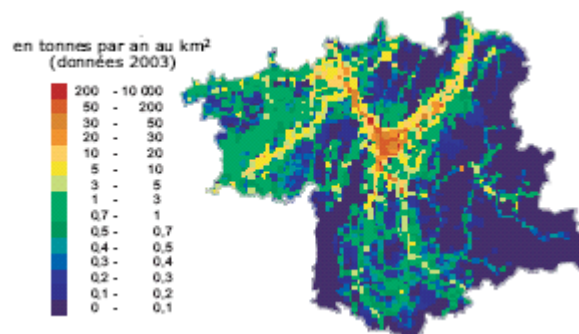 en tonnes par an au km²
(données 2003)
200 - 10 000
50 - 200
30 - 50
20 - 30
10 - 20
5 - 10
3 - 5
1 - 3
0,7 - 1
0,5 - 0,7
0,4 - 0,5
0,3 - 0,4
0,2 - 0,3
0,1 - 0,2
0 - 0,1